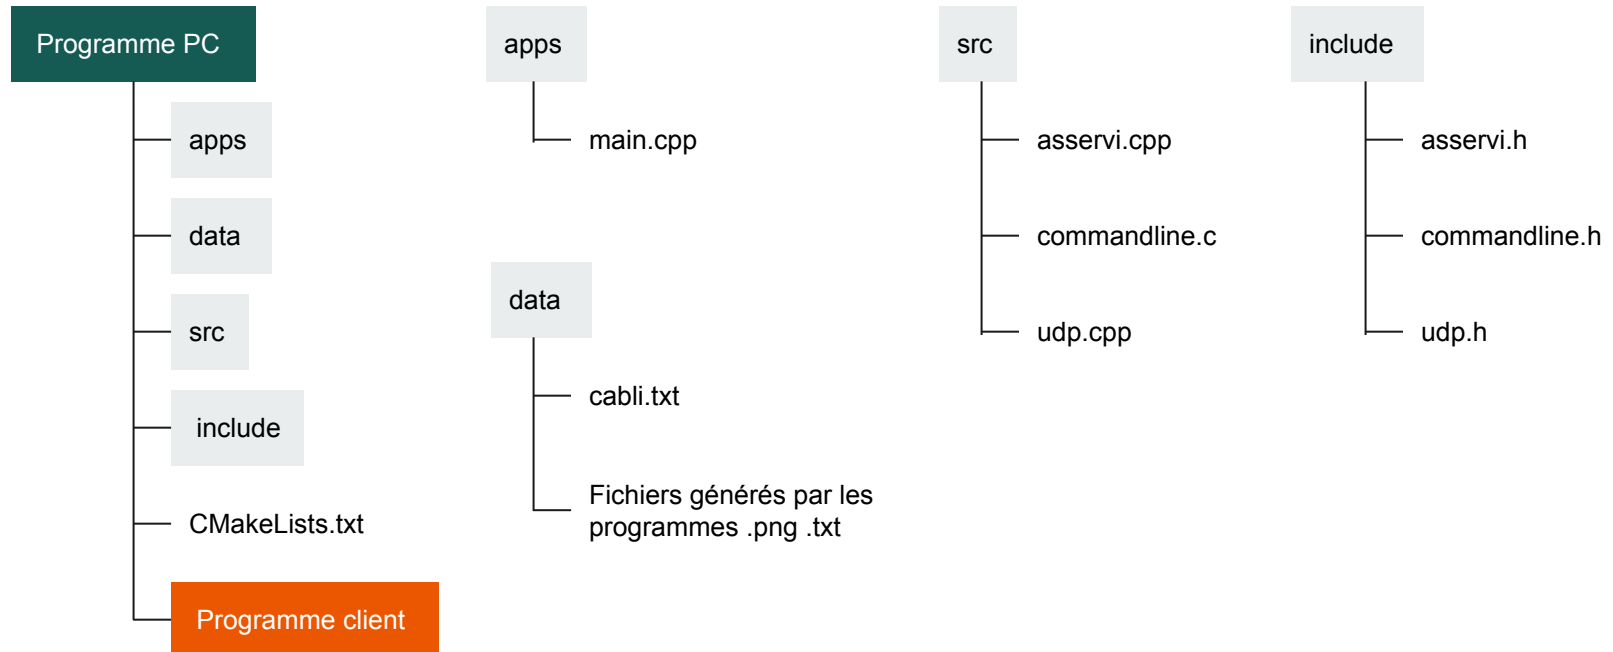 Programme PC
apps
data
src
include
CMakeLists.txt
Programme client
apps
main.cpp
data
cabli.txt
Fichiers générés par les
programmes .png .txt
src
asservi.cpp
commandline.c
udp.cpp
include
asservi.h
commandline.h
udp.h